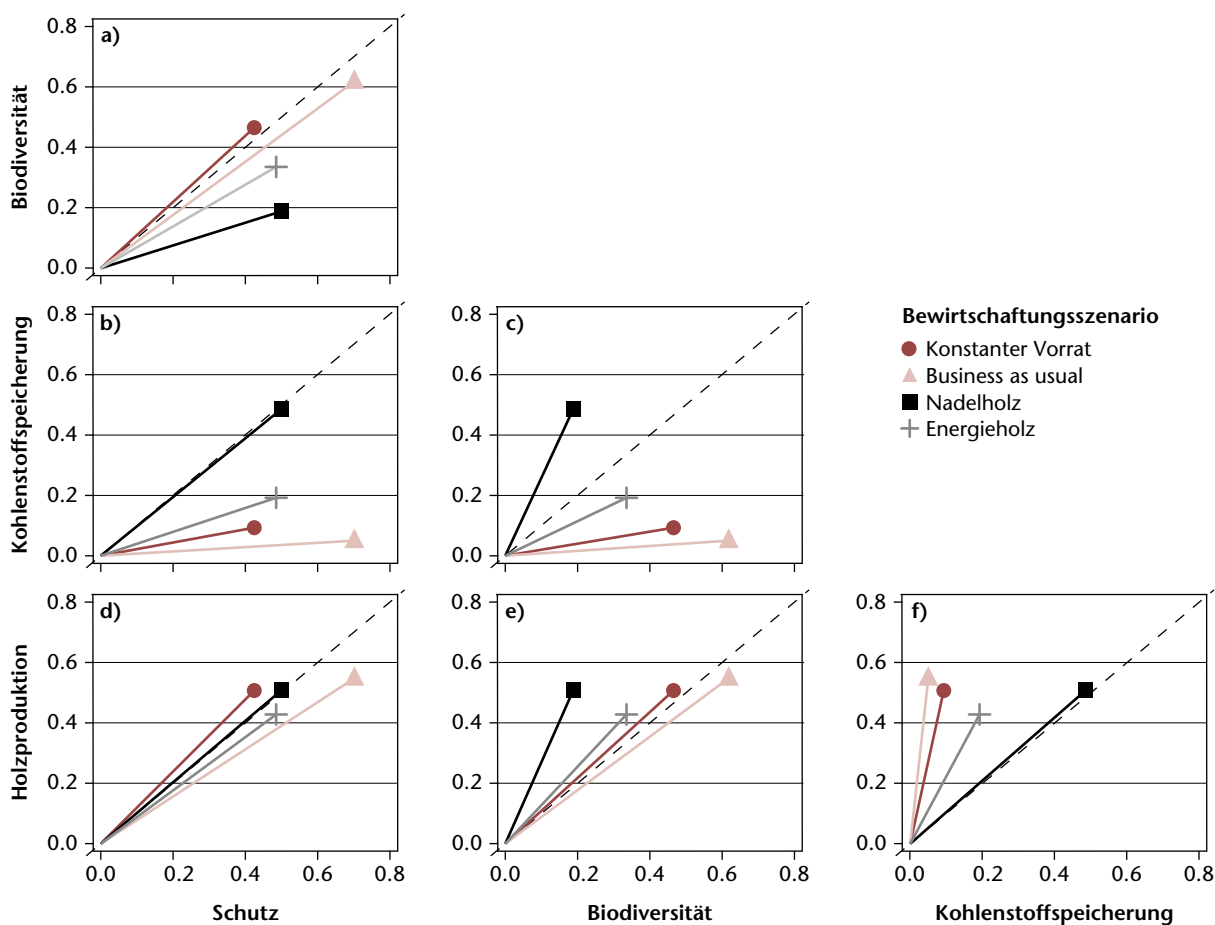 a)
0.8
0.6
0.4
0.2
0.0
Biodiversität
b)
0.8
0.6
0.4
0.2
0.0
Kohlenstoffspeicherung
c)
0.8
0.6
0.4
0.2
0.0
Bewirtschaftungsszenario
Konstanter Vorrat
Business as usual
Nadelholz
Energieholz
d)
0.8
0.6
0.4
0.2
0.0
Holzproduktion
0.0 0.2 0.4 0.6 0.8
Schutz
e)
0.8
0.6
0.4
0.2
0.0
0.0 0.2 0.4 0.6 0.8
Biodiversität
f)
0.8
0.6
0.4
0.2
0.0
0.0 0.2 0.4 0.6 0.8
Kohlenstoffspeicherung